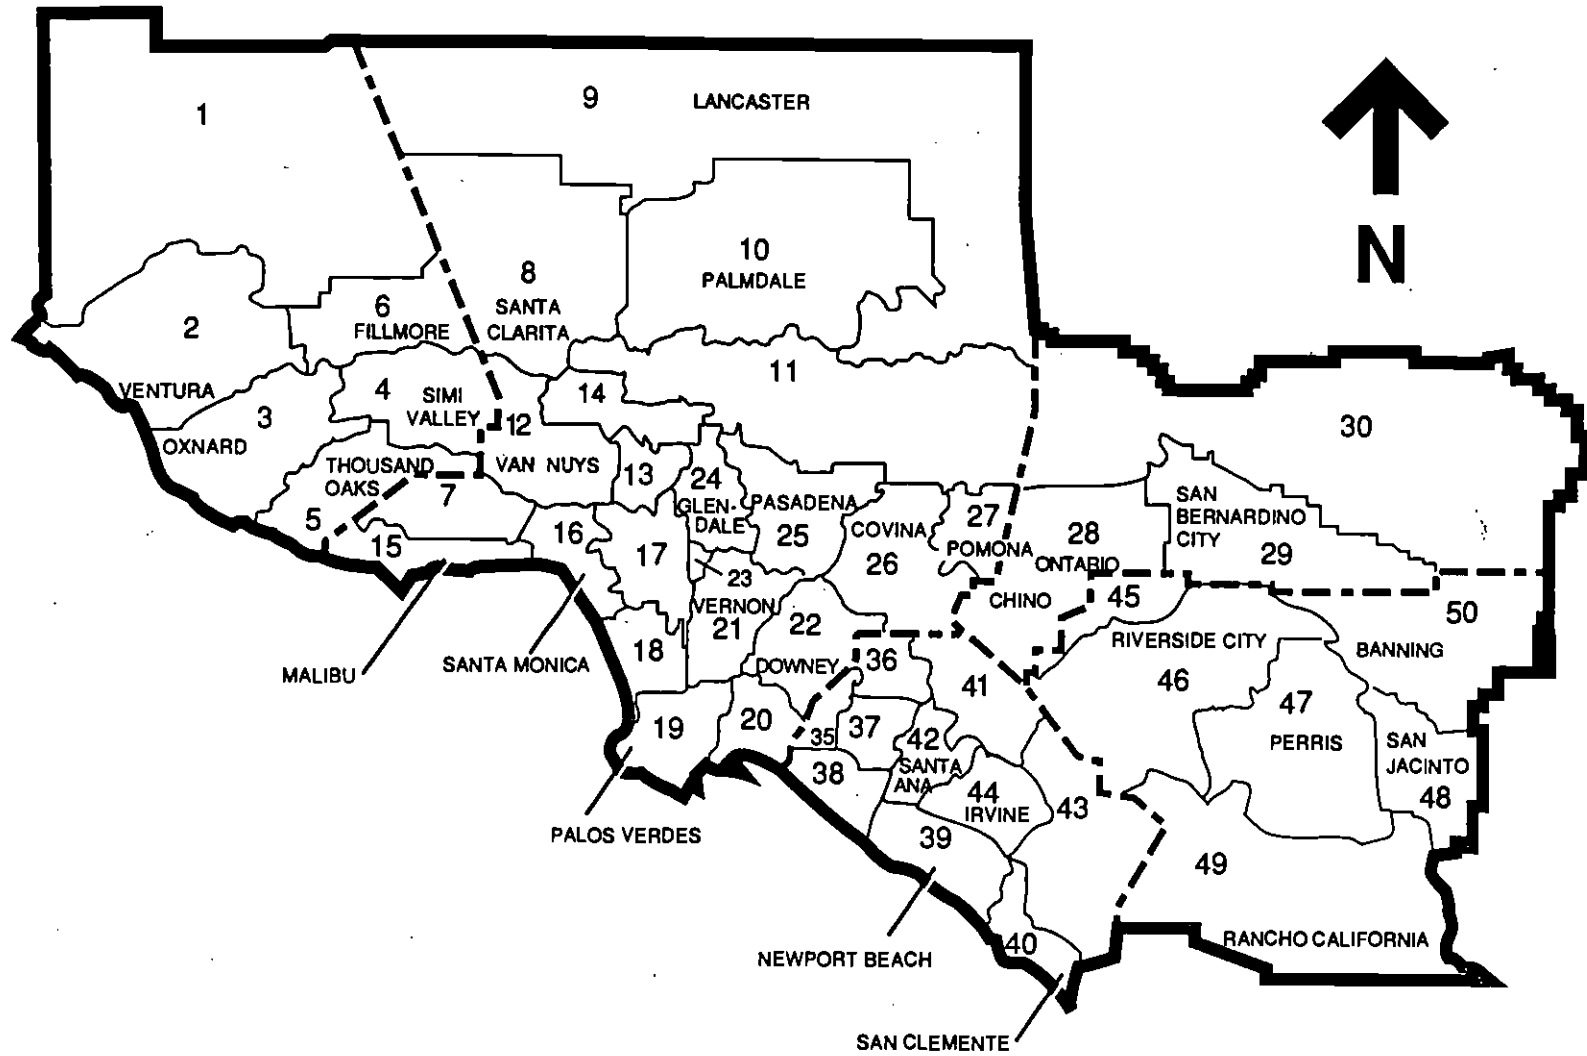 9
LANCASTER
1
N
10
PALMDALE
8
SANTA
CLARITA
6
FILLMORE
2
VENTURA
11
14
4
SIMI
VALLEY
12
3
OXNARD
30
THOUSAND
OAKS
7
VAN NUYS
13
24
GLEN-
DALE
PASADENA
25
COVINA
26
27
POMONA
28
ONTARIO
SAN
BERNARDINO
CITY
29
5
15
16
17
23
VERNON
21
22
DOWNEY
CHINO
45
50
BANNING
RIVERSIDE CITY
46
MALIBU
SANTA MONICA
18
36
41
47
PERRIS
SAN
JACINTO
48
19
20
35
37
42
SANTA
ANA
38
44
IRVINE
43
PALOS VERDES
39
49
NEWPORT BEACH
40
RANCHO CALIFORNIA
SAN CLEMENTE